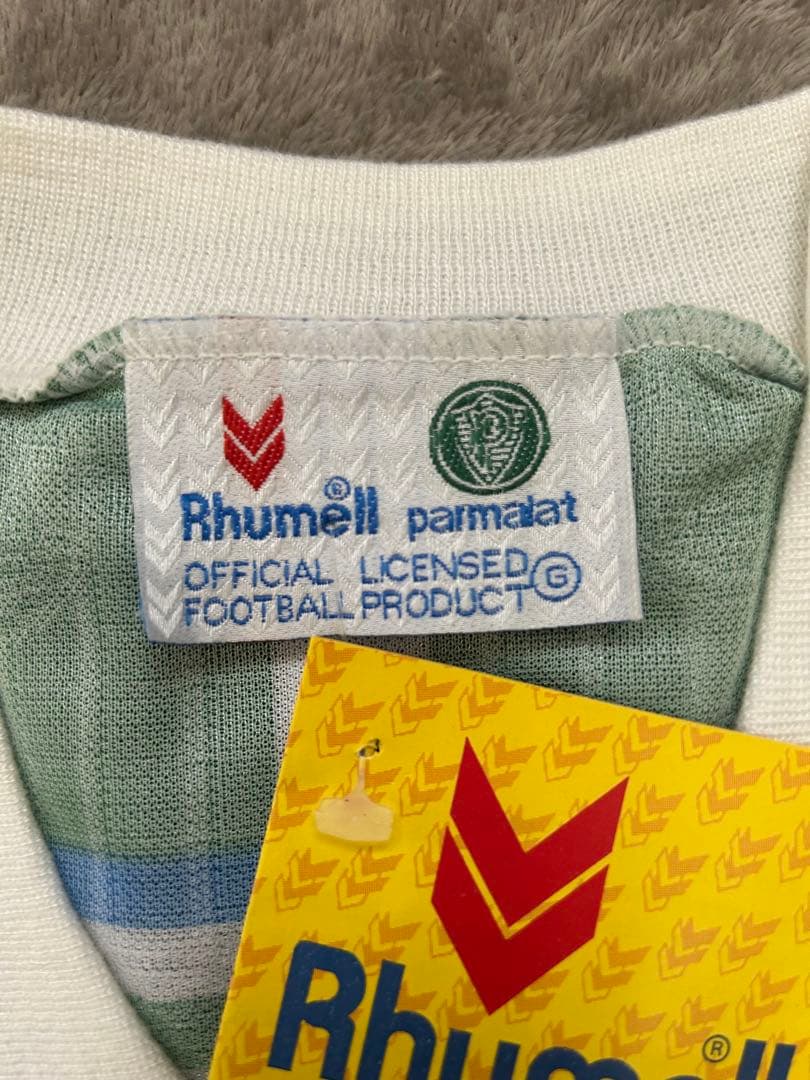 Rhumell® parmalat
OFFICIAL LICENSED
FOOTBALL PRODUCT G
Rhumell®